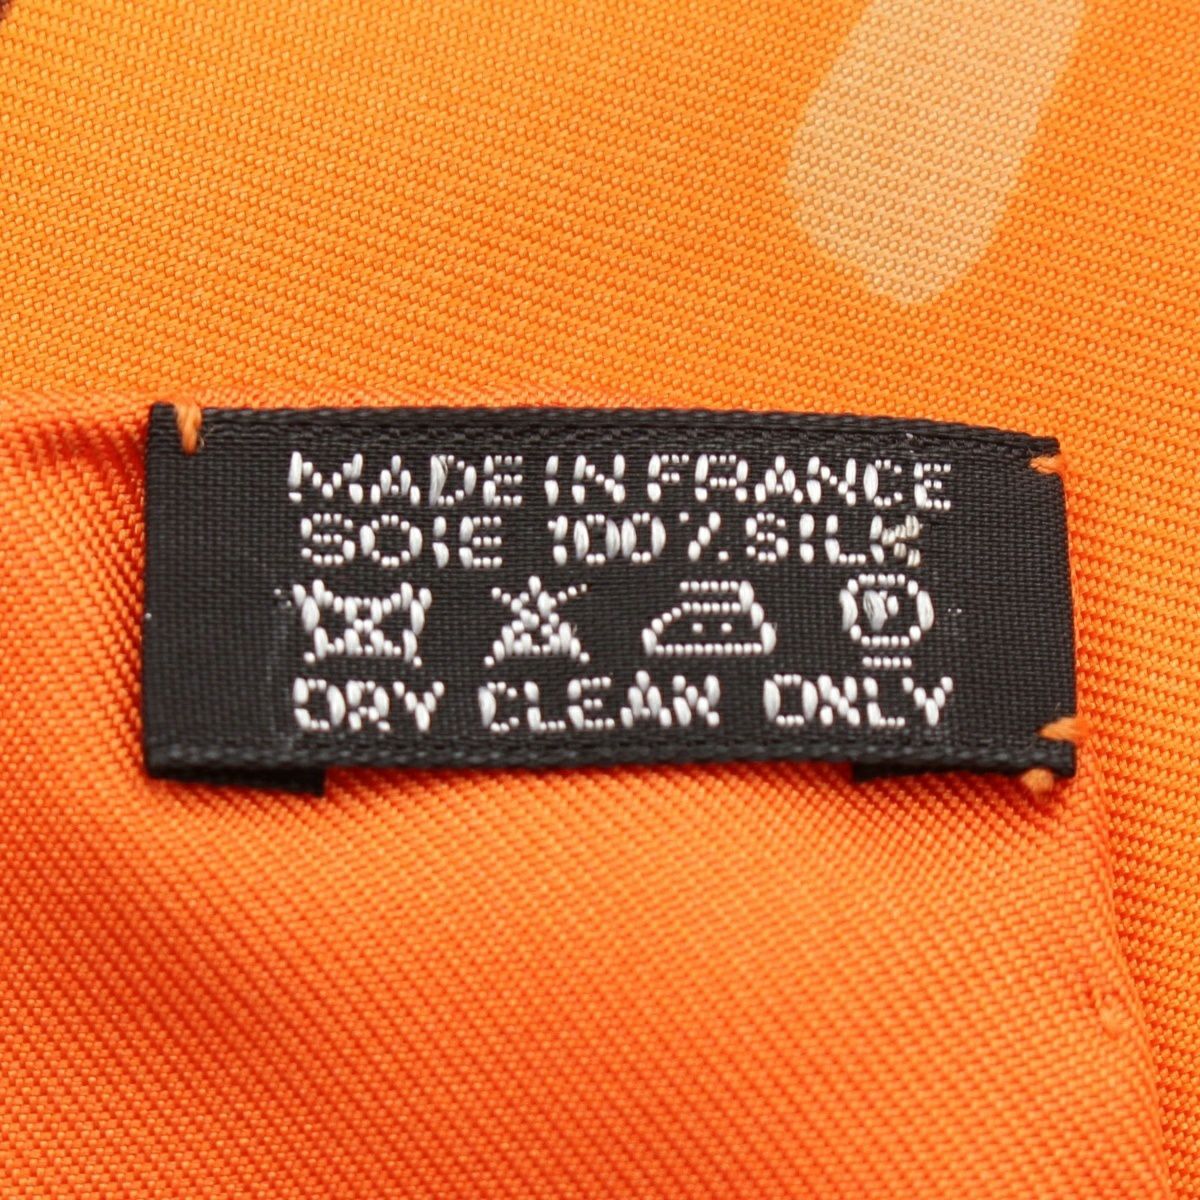 MADE IN FRANCE
SOIE 100% SILK
P
DRY CLEAN ONLY